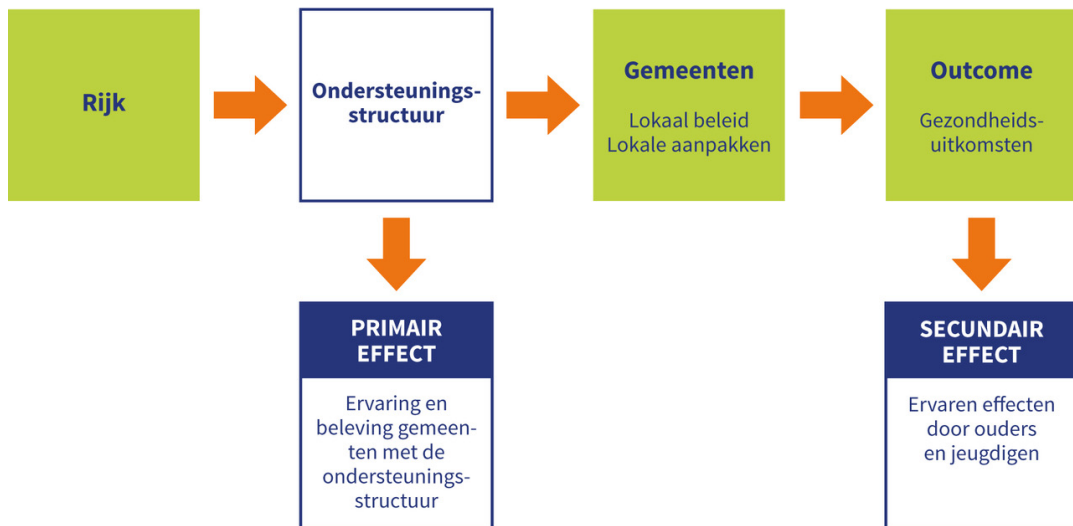 Rijk
Ondersteunings-
structuur
Gemeenten
Lokaal beleid
Lokale aanpakken
Outcome
Gezondheids-
uitkomsten
PRIMAIR
EFFECT
Ervaring en
beleving gemeen-
ten met de
ondersteunings-
structuur
SECUNDAIR
EFFECT
Ervaren effecten
door ouders
en jeugdigen